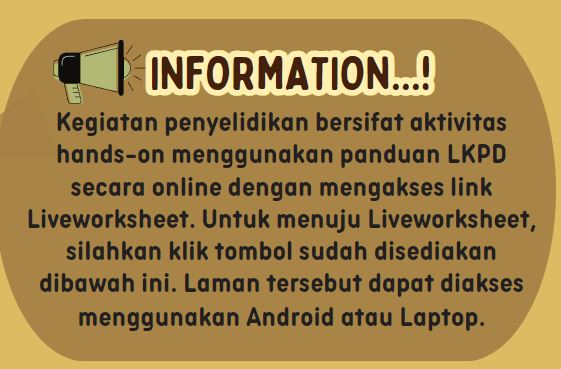 INFORMATION...!
Kegiatan penyelidikan bersifat aktivitas
hands-on menggunakan panduan LKPD
secara online dengan mengakses link
Liveworksheet. Untuk menuju Liveworksheet,
silahkan klik tombol sudah disediakan
dibawah ini. Laman tersebut dapat diakses
menggunakan Android atau Laptop.